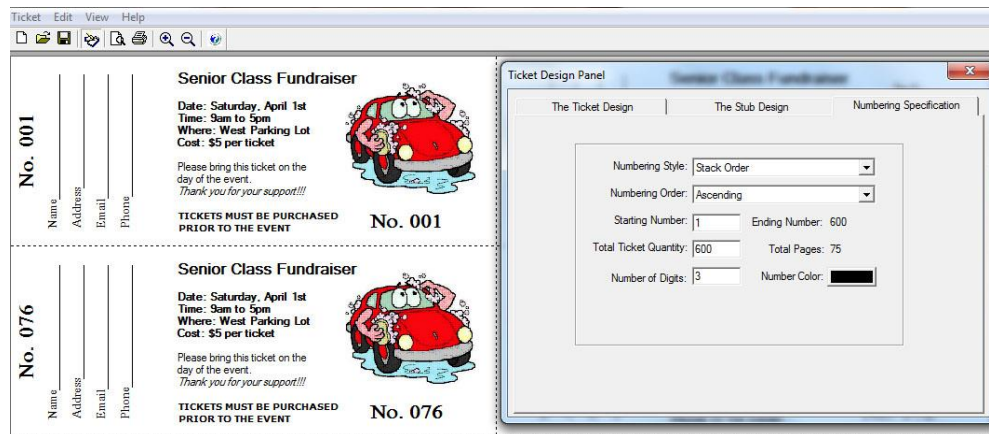 Ticket Edit View Help
No. 001
Name
Address
Email
Phone
Senior Class Fundraiser
Date: Saturday, April 1st
Time: 9am to 5pm
Where: West Parking Lot
Cost: $5 per ticket
Please bring this ticket on the
day of the event.
Thank you for your support!!!
TICKETS MUST BE PURCHASED
PRIOR TO THE EVENT
No. 001
No. 076
Name
Address
Email
Phone
Senior Class Fundraiser
Date: Saturday, April 1st
Time: 9am to 5pm
Where: West Parking Lot
Cost: $5 per ticket
Please bring this ticket on the
day of the event.
Thank you for your support!!!
TICKETS MUST BE PURCHASED
PRIOR TO THE EVENT
No. 076
Ticket Design Panel
Senior Class Fundraiser
The Ticket Design The Stub Design Numbering Specification
Numbering Style: Stack Order
Numbering Order: Ascending
Starting Number: 1 Ending Number: 600
Total Ticket Quantity: 600 Total Pages: 75
Number of Digits: 3 Number Color: